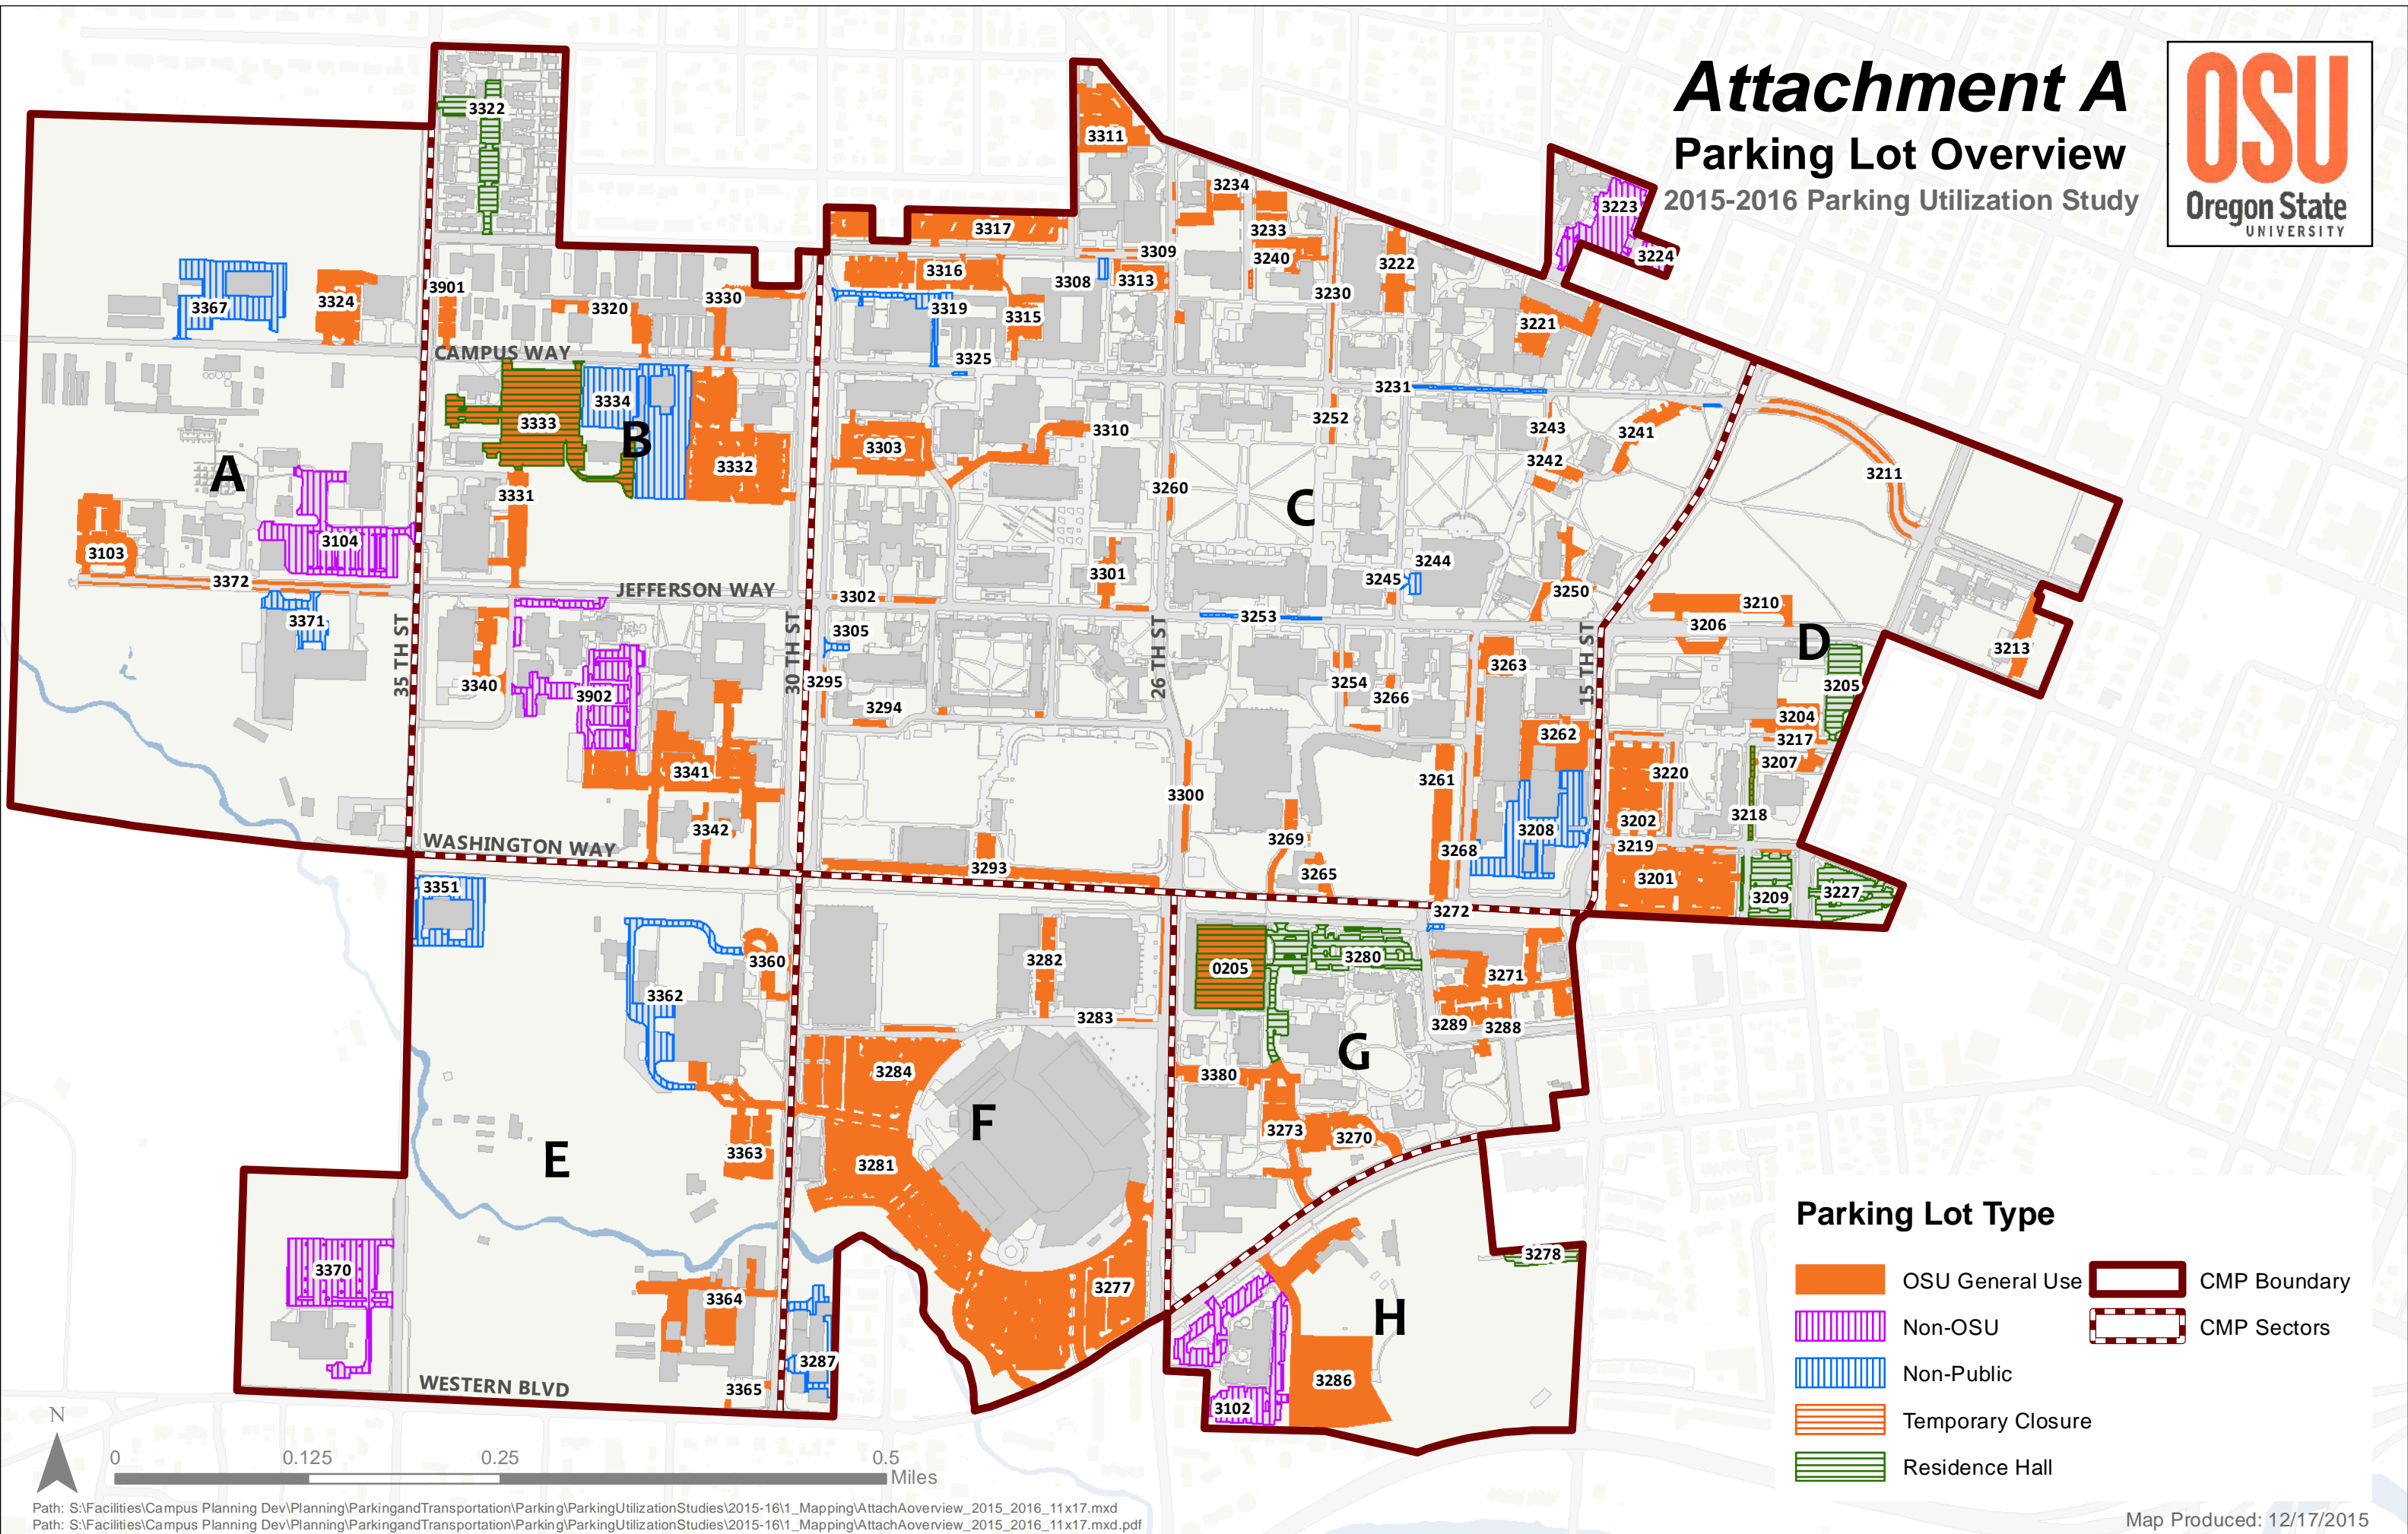 Attachment A
Parking Lot Overview
2015-2016 Parking Utilization Study
OSU
Oregon State
UNIVERSITY
3322
3311
3234
3223
3224
3317
3233
3309
3240
3222
3316
3308
3313
3230
3367
3324
3901
3320
3330
3319
3315
3221
CAMPUS WAY
3325
3231
3334
3333
B
3332
3303
3310
3252
3243
3241
3242
3211
A
3331
3260
C
3103
3104
3372
3301
3244
3245
3250
JEFFERSON WAY
3302
3253
3210
3206
D
3371
35 TH ST
30 TH ST
3305
26 TH ST
15 TH ST
3213
3340
3902
3295
3294
3254
3266
3263
3205
3204
3217
3207
3262
3341
3300
3261
3220
3218
3342
3269
3265
3268
3208
3202
3219
WASHINGTON WAY
3293
3201
3209
3227
3351
3272
3360
3362
3282
3283
0205
3280
3271
3289
3288
G
3284
3380
F
3363
3281
3273
3270
E
3370
3364
3277
3278
H
3287
3286
3102
3365
WESTERN BLVD
Parking Lot Type
OSU General Use
CMP Boundary
Non-OSU
CMP Sectors
Non-Public
Temporary Closure
Residence Hall
N
0 0.125 0.25 0.5
Miles
Path: S:\Facilities\Campus Planning Dev\Planning\ParkingandTransportation\Parking\ParkingUtilizationStudies\2015-16\1_Mapping\AttachAoverview_2015_2016_11x17.mxd
Path: S:\Facilities\Campus Planning Dev\Planning\ParkingandTransportation\Parking\ParkingUtilizationStudies\2015-16\1_Mapping\AttachAoverview_2015_2016_11x17.mxd.pdf
Map Produced: 12/17/2015